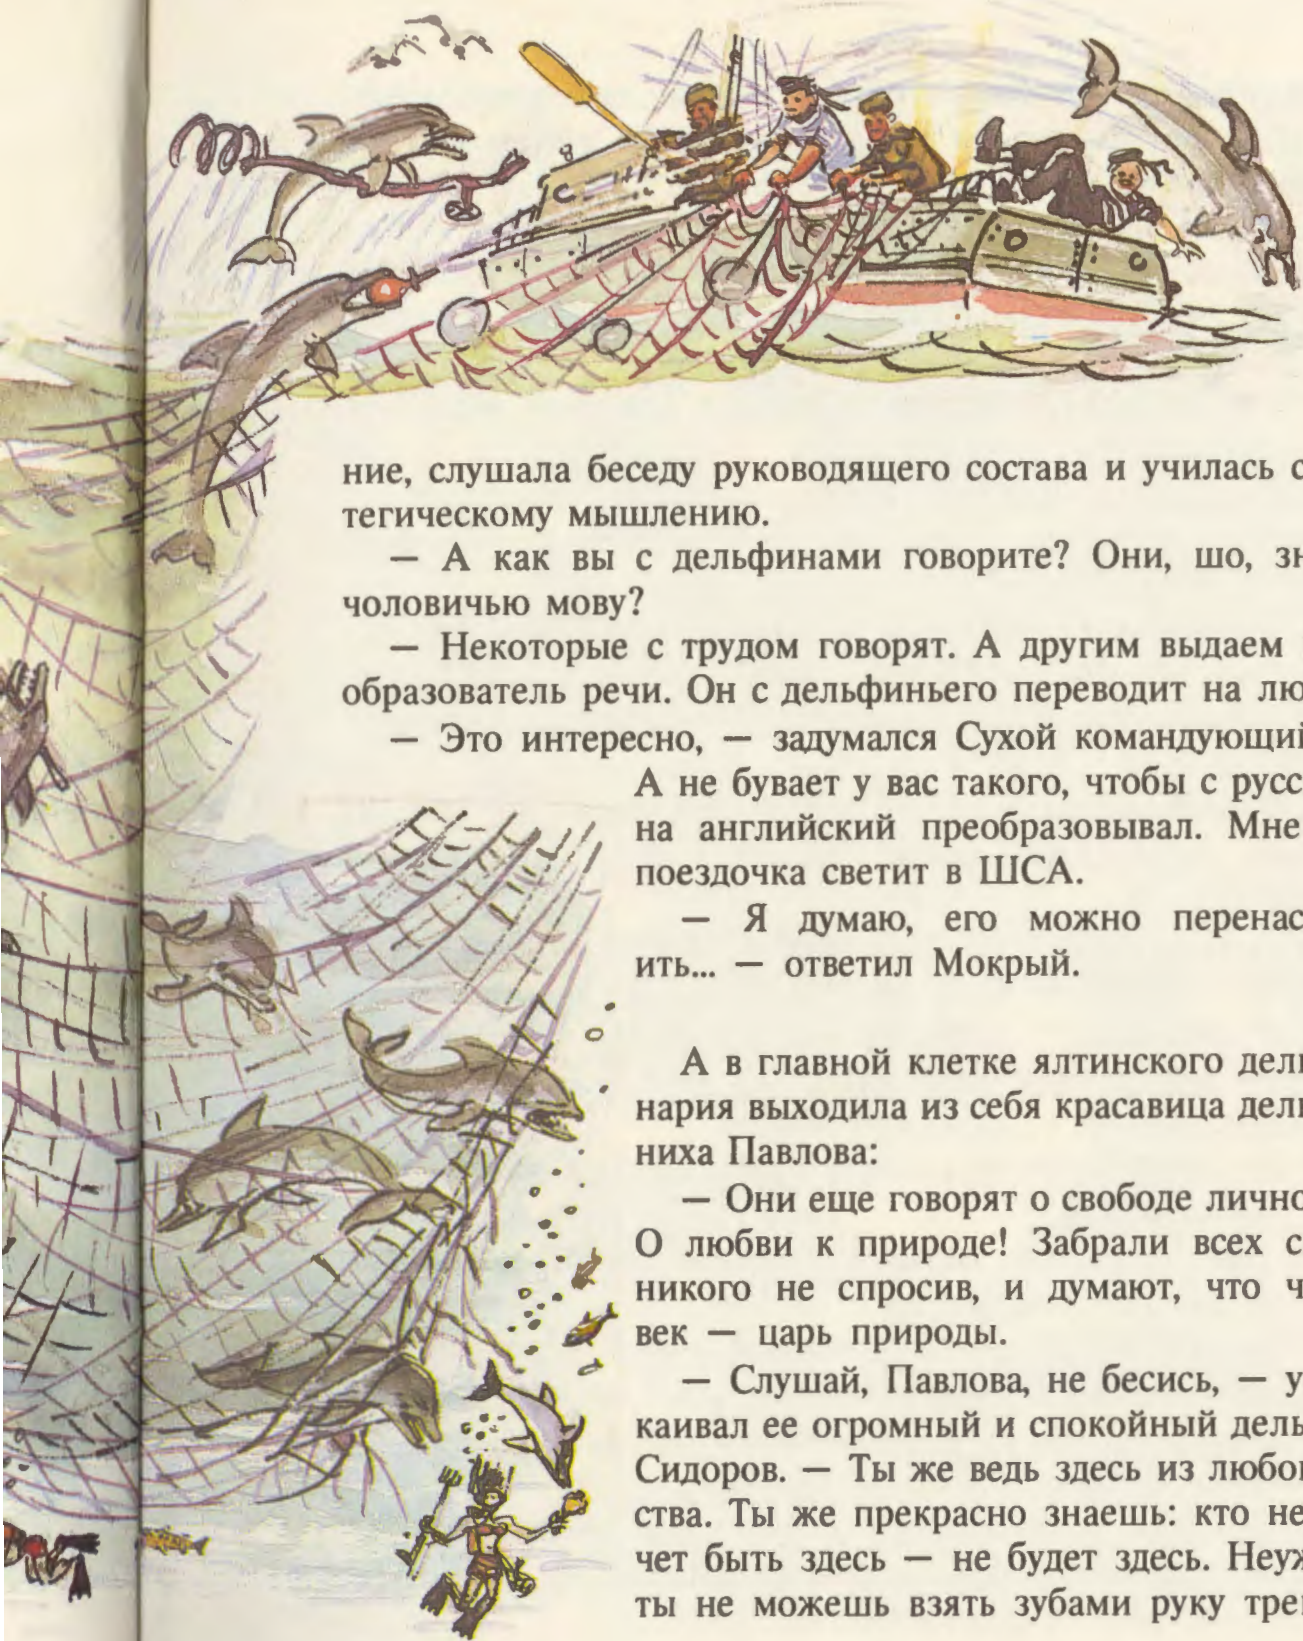 ние, слушала беседу руководящего состава и училась с
тегическому мышлению.
— А как вы с дельфинами говорите? Они, шо, зн
чоловичью мову?
— Некоторые с трудом говорят. А другим выдаем
образователь речи. Он с дельфиньего переводит на лю
— Это интересно, — задумался Сухой командующий
А не бувает у вас такого, чтобы с русс
на английский преобразовывал. Мне
поездочка светит в ШСА.
— Я думаю, его можно перенас
ить... — ответил Мокрый.
А в главной клетке ялтинского дель
нария выходила из себя красавица дель
ниха Павлова:
— Они еще говорят о свободе лично
О любви к природе! Забрали всех с
никого не спросив, и думают, что ч
век — царь природы.
— Слушай, Павлова, не бесись, — у
каивал ее огромный и спокойный дель
Сидоров. — Ты же ведь здесь из любо
ства. Ты же прекрасно знаешь: кто не
чет быть здесь — не будет здесь. Неуж
ты не можешь взять зубами руку тре